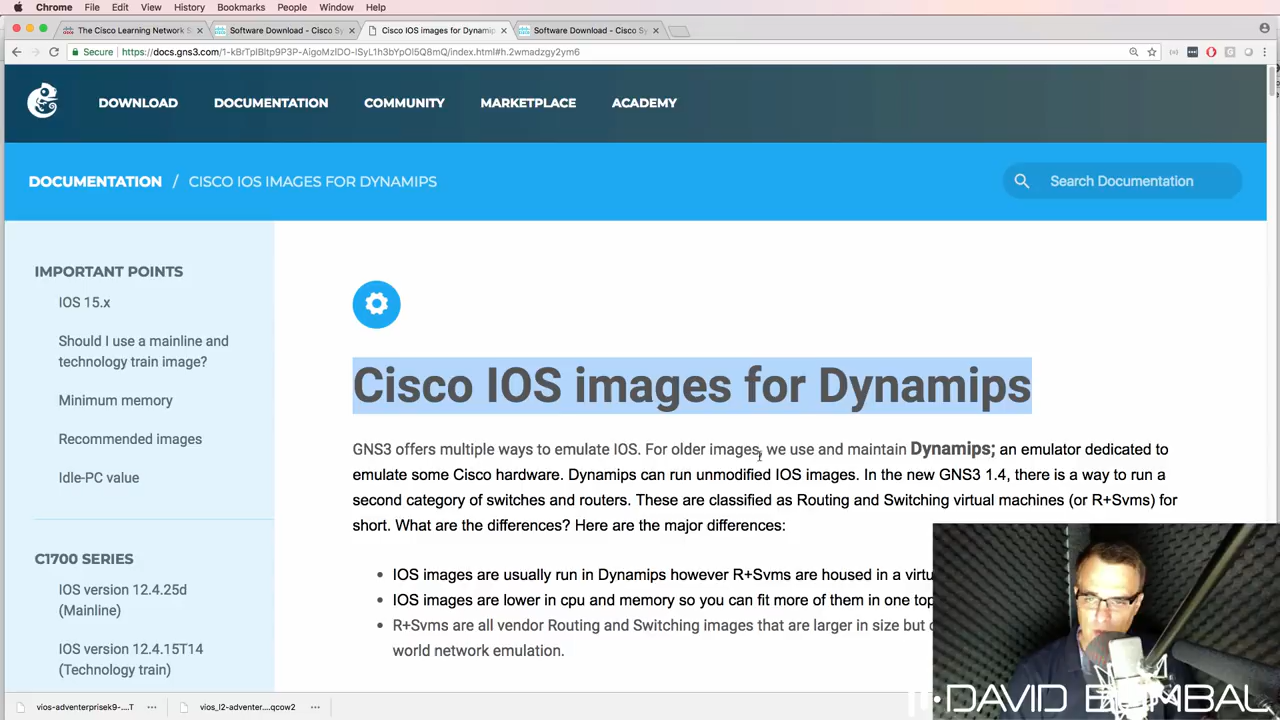 Chrome File Edit View History Bookmarks People Window Help
The Cisco Learning Network S
Software Download - Cisco Sy
Cisco IOS images for Dynamip
Software Download - Cisco Sy
Secure
DOWNLOAD
DOCUMENTATION
COMMUNITY
MARKETPLACE
ACADEMY
DOCUMENTATION / CISCO IOS IMAGES FOR DYNAMIPS
Search Documentation
IMPORTANT POINTS
IOS 15.x
Should I use a mainline and
technology train image?
Minimum memory
Recommended images
Idle-PC value
C1700 SERIES
IOS version 12.4.25d
(Mainline)
IOS version 12.4.15T14
(Technology train)
Cisco IOS images for Dynamips
GNS3 offers multiple ways to emulate IOS. For older images, we use and maintain Dynamips; an emulator dedicated to
emulate some Cisco hardware. Dynamips can run unmodified IOS images. In the new GNS3 1.4, there is a way to run a
second category of switches and routers. These are classified as Routing and Switching virtual machines (or R+Svms) for
short. What are the differences? Here are the major differences:
• IOS images are usually run in Dynamips however R+Svms are housed in a virtu
• IOS images are lower in cpu and memory so you can fit more of them in one top
• R+Svms are all vendor Routing and Switching images that are larger in size but
world network emulation.
vios-adventerprisek9-....T
vios_l2-adventer....qcow2
DAVID BOMBAL